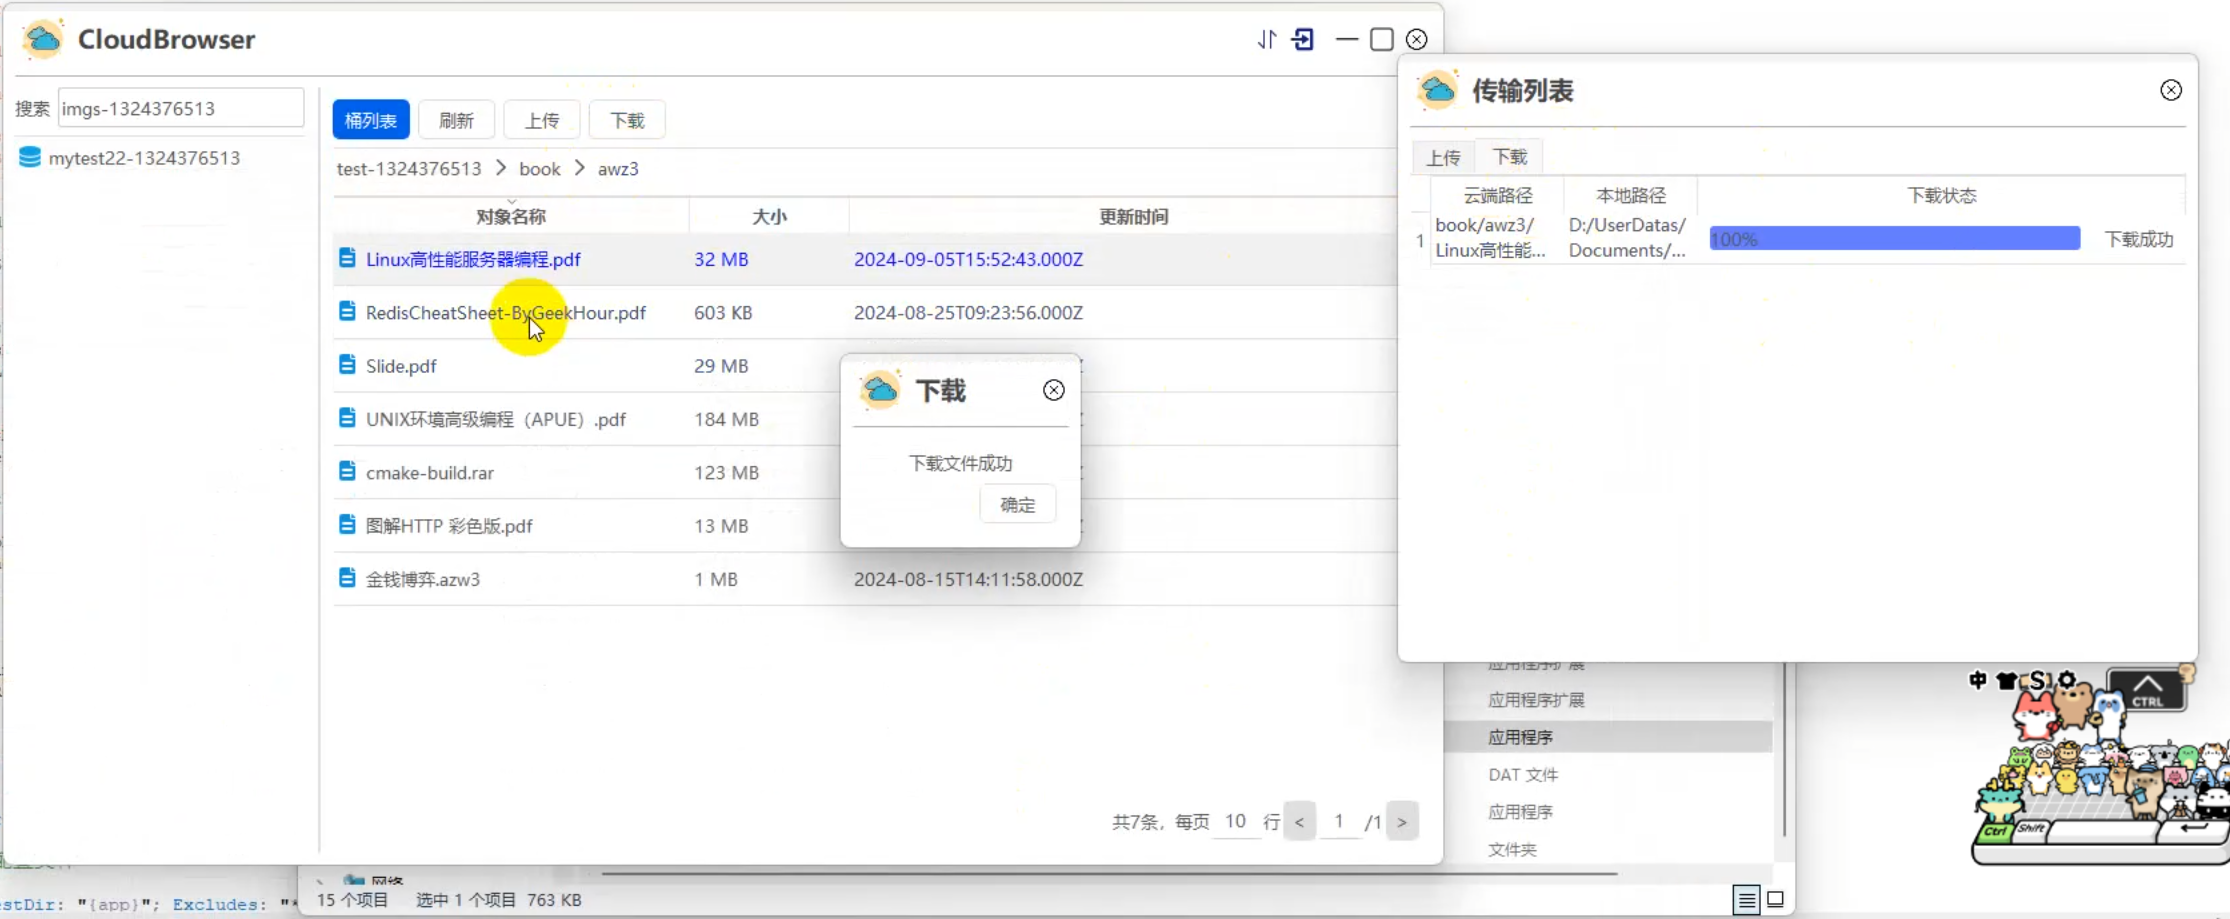 CloudBrowser
搜索 imgs-1324376513
mytest22-1324376513
桶列表 刷新 上传 下载
test-1324376513 > book > awz3
对象名称 大小 更新时间
Linux高性能服务器编程.pdf 32 MB 2024-09-05T15:52:43.000Z
RedisCheatSheet-ByGeekHour.pdf 603 KB 2024-08-25T09:23:56.000Z
Slide.pdf 29 MB
UNIX环境高级编程（APUE）.pdf 184 MB
cmake-build.rar 123 MB
图解HTTP 彩色版.pdf 13 MB
金钱博弈.azw3 1 MB 2024-08-15T14:11:58.000Z
共7条, 每页 10 行 < 1 /1 >
下载
下载文件成功
确定
传输列表
上传 下载
云端路径 本地路径 下载状态
1 book/awz3/ D:/UserDatas/ 100% 下载成功
Linux高性能... Documents/...
应用程序扩展
应用程序扩展
应用程序
DAT 文件
应用程序
文件夹
网络
15 个项目 选中 1 个项目 763 KB
stDir: "{app}"; Excludes: "*
中 S
CTRL
Ctrl Shift